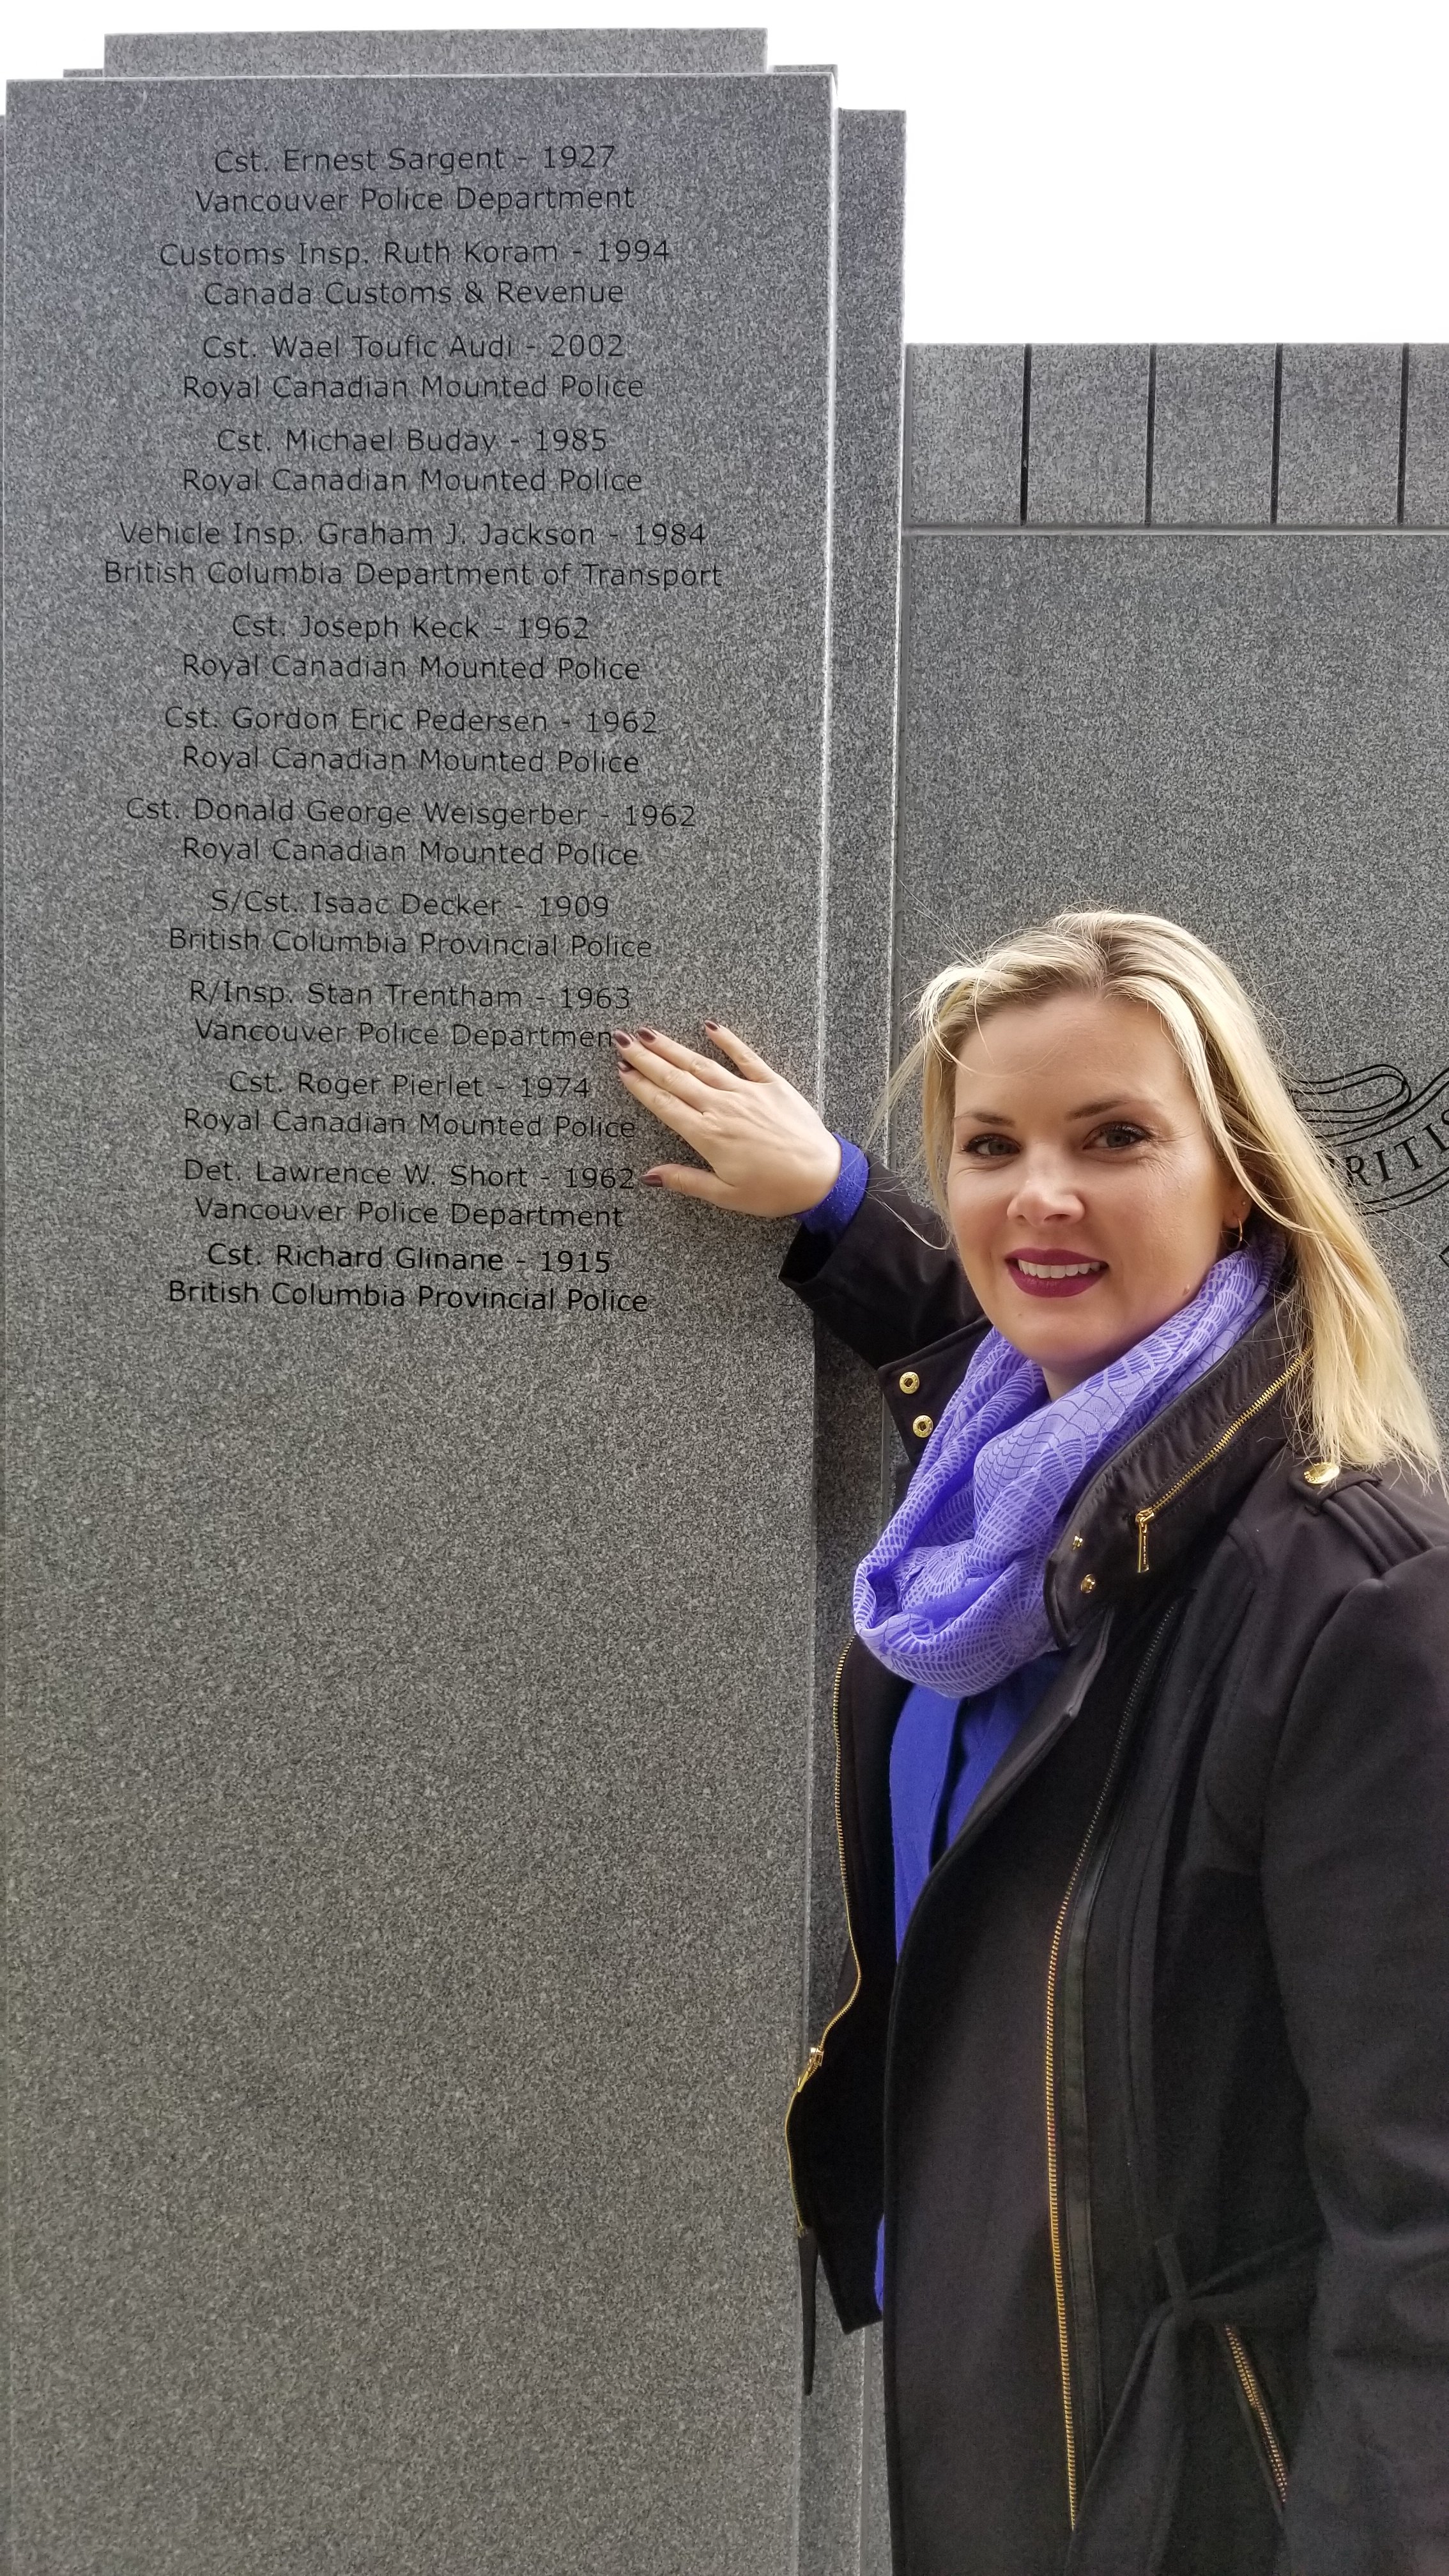 Cst. Ernest Sargent - 1927
Vancouver Police Department
Customs Insp. Ruth Koram - 1994
Canada Customs & Revenue
Cst. Wael Toufic Audi - 2002
Royal Canadian Mounted Police
Cst. Michael Buday - 1985
Royal Canadian Mounted Police
Vehicle Insp. Graham J. Jackson - 1984
British Columbia Department of Transport
Cst. Joseph Keck - 1962
Royal Canadian Mounted Police
Cst. Gordon Eric Pedersen - 1962
Royal Canadian Mounted Police
Cst. Donald George Weisgerber - 1962
Royal Canadian Mounted Police
S/Cst. Isaac Decker - 1909
British Columbia Provincial Police
R/Insp. Stan Trentham - 1963
Vancouver Police Departmen
Cst. Roger Pierlet - 1974
Royal Canadian Mounted Police
Det. Lawrence W. Short - 1962
Vancouver Police Department
Cst. Richard Glinane - 1915
British Columbia Provincial Police